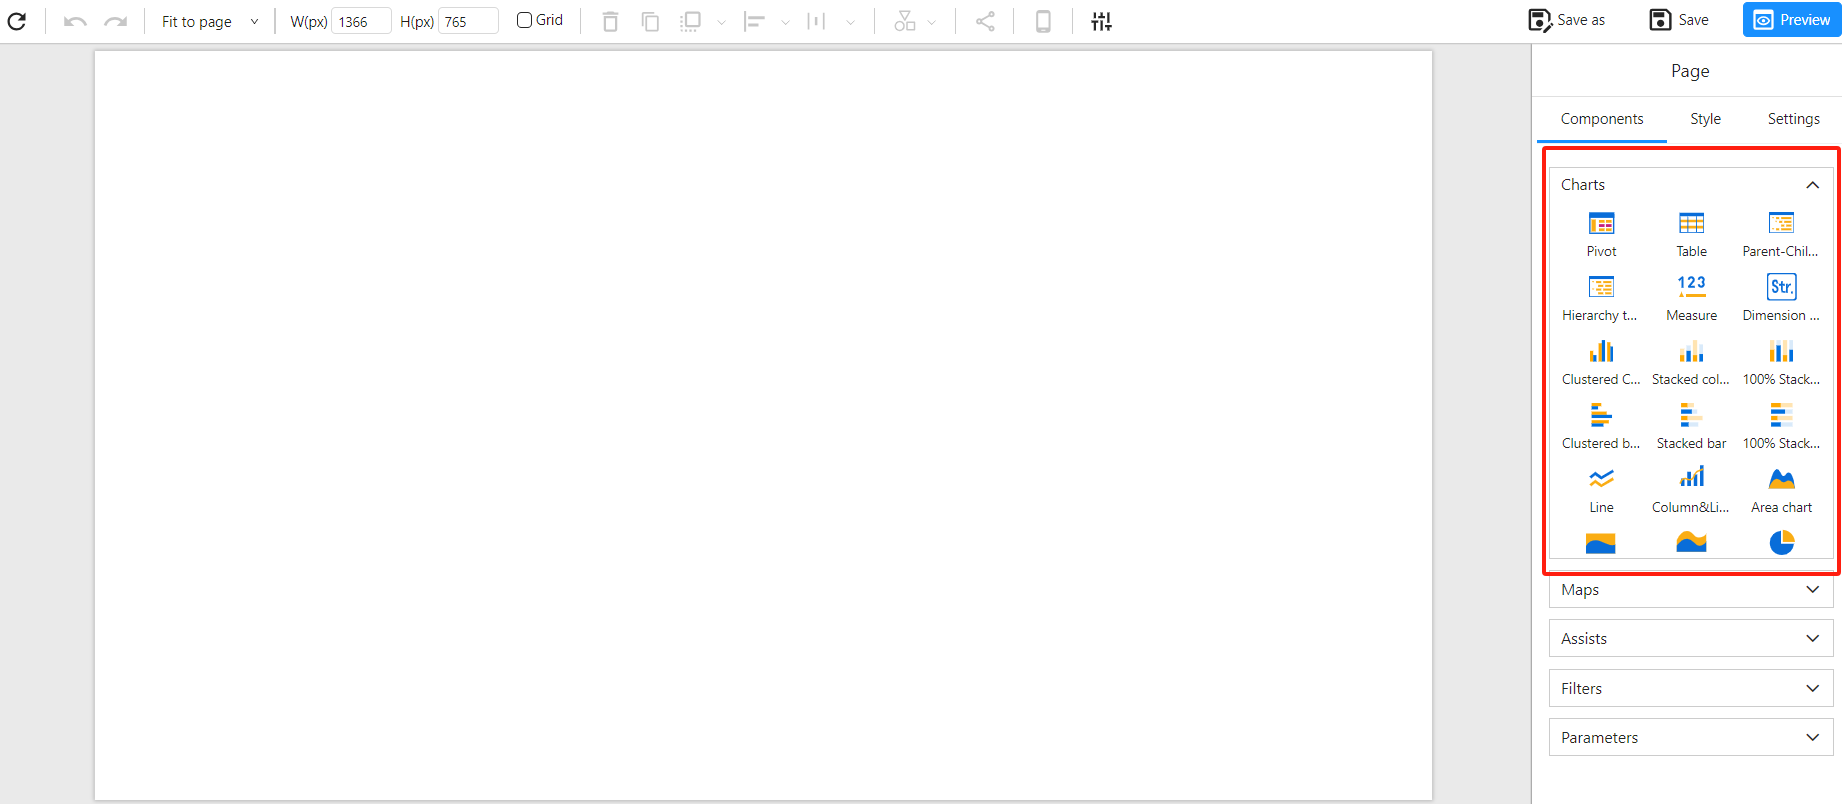 Fit to page W(px) 1366 H(px) 765 Grid Save as Save Preview
Page
Components Style Settings
Charts
Pivot Table Parent-Chil...
123 Str.
Hierarchy t... Measure Dimension ...
Clustered C... Stacked col... 100% Stack...
Clustered b... Stacked bar 100% Stack...
Line Column&Li... Area chart
Maps
Assists
Filters
Parameters